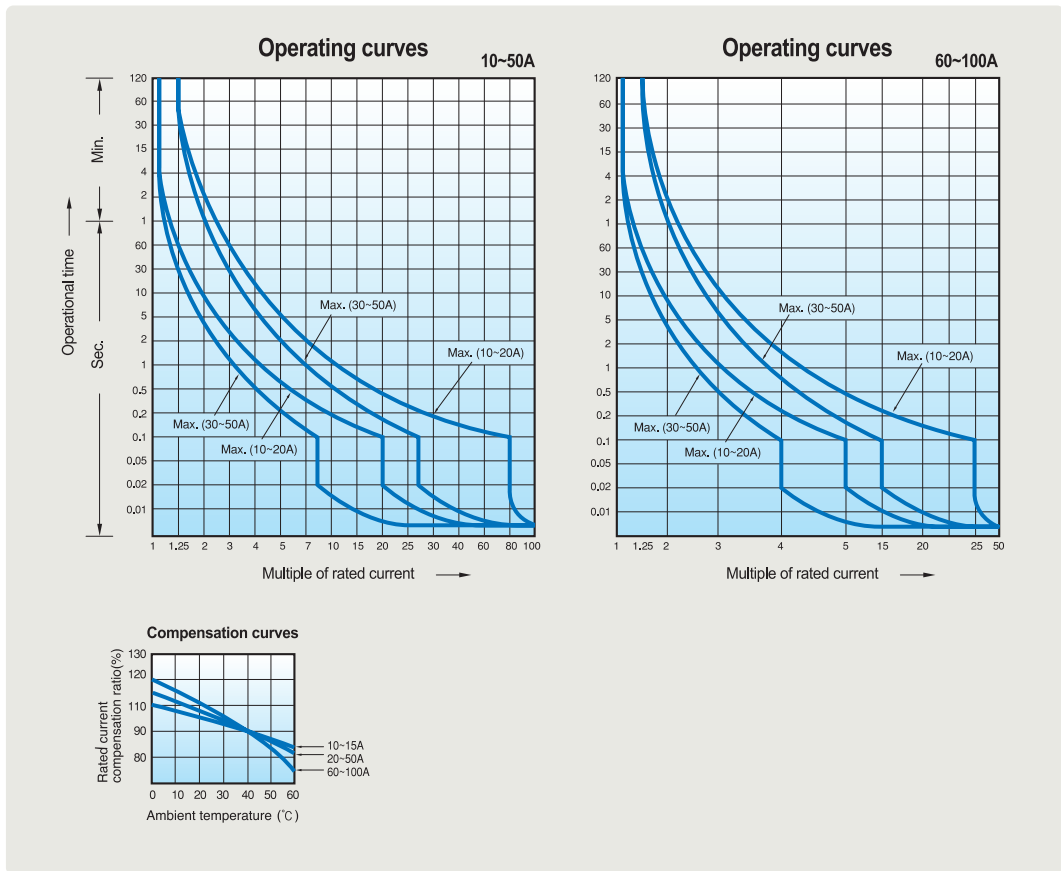 Operating curves
10~50A
120
60
30
15
4
2
1
60
30
10
5
2
1
0.5
0.2
0.1
0.05
0.02
0.01
Min.
Sec.
Operational time
Max. (30~50A)
Max. (10~20A)
Max. (30~50A)
Max. (10~20A)
1 1.25 2 3 4 5 7 10 15 20 25 30 40 60 80 100
Multiple of rated current
Operating curves
60~100A
120
60
30
15
4
2
1
60
30
10
5
2
1
0.5
0.2
0.1
0.05
0.02
0.01
Max. (30~50A)
Max. (10~20A)
Max. (30~50A)
Max. (10~20A)
1 1.25 2 3 4 5 15 20 25 50
Multiple of rated current
Compensation curves
Rated current
compensation ratio(%)
130
120
110
90
80
10~15A
20~50A
60~100A
0 10 20 30 40 50 60
Ambient temperature (℃)